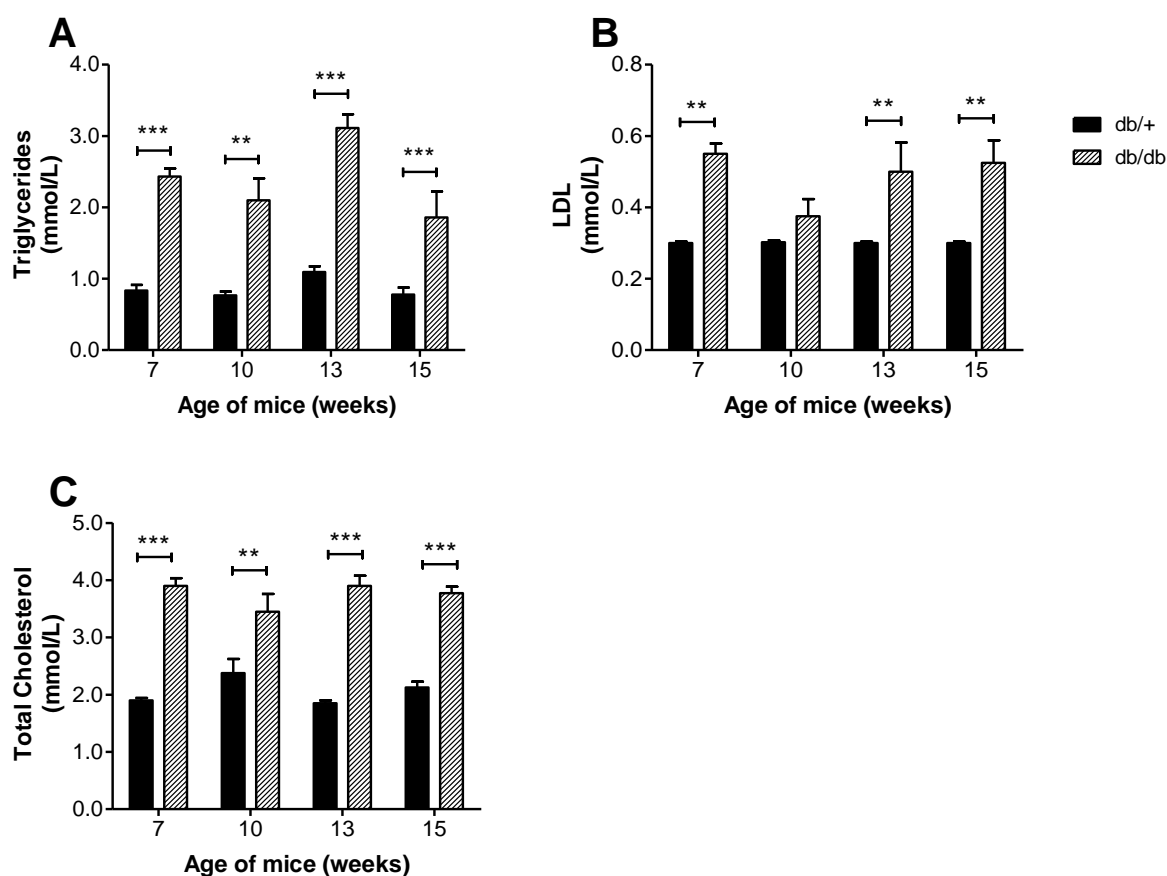 A
Triglycerides
(mmol/L)
4.0
3.0
2.0
1.0
0.0
***
**
***
***
7 10 13 15
Age of mice (weeks)
B
LDL
(mmol/L)
0.8
0.6
0.4
0.2
0.0
**
**
**
7 10 13 15
Age of mice (weeks)
db/+
db/db
C
Total Cholesterol
(mmol/L)
5.0
4.0
3.0
2.0
1.0
0.0
***
**
***
***
7 10 13 15
Age of mice (weeks)